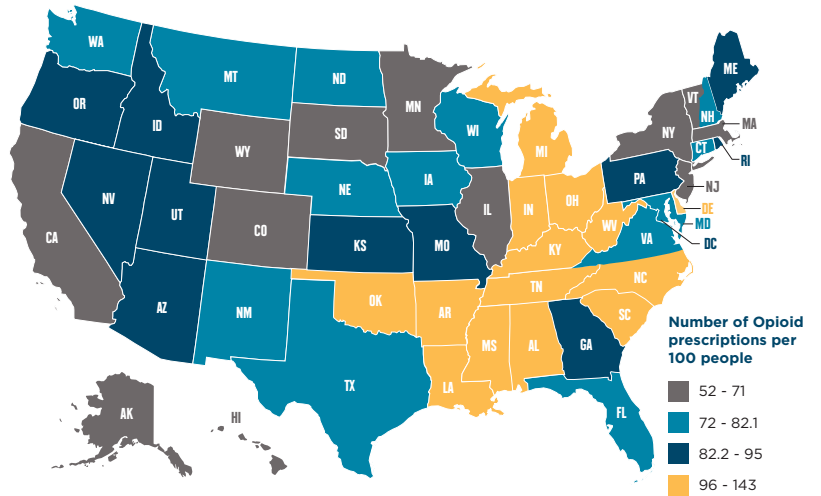 WA
MT
ND
MN
ME
VT
NH
OR
ID
WI
NY
MA
SD
WY
MI
CT
RI
IA
PA
NE
NJ
NV
IL
IN
OH
DE
UT
MD
CO
WV
CA
KS
MO
VA
DC
KY
NC
TN
OK
AR
SC
AZ
NM
MS
AL
GA
LA
TX
FL
AK
HI
Number of Opioid
prescriptions per
100 people
52 - 71
72 - 82.1
82.2 - 95
96 - 143